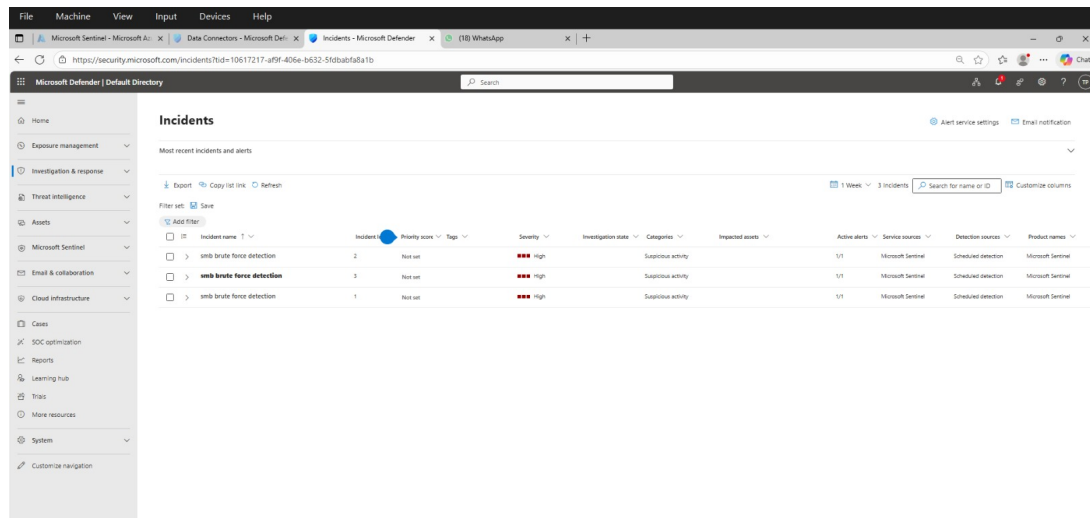 File Machine View Input Devices Help
Microsoft Sentinel - Microsoft Az Data Connectors - Microsoft Defe Incidents - Microsoft Defender (18) WhatsApp
https://security.microsoft.com/incidents?tid=10617217-af9f-406e-b632-5fdbabfa8a1b Chat
Microsoft Defender | Default Directory Search ? TP
Home
Incidents Alert service settings Email notification
Exposure management
Most recent incidents and alerts
Investigation & response
Export Copy list link Refresh 1 Week 3 Incidents Search for name or ID Customize columns
Threat intelligence
Filter set: Save
Assets
Add filter
Incident name ↑ Incident Priority score Tags Severity Investigation state Categories Impacted assets Active alerts Service sources Detection sources Product names
Microsoft Sentinel
smb brute force detection 2 Not set High Suspicious activity 1/1 Microsoft Sentinel Scheduled detection Microsoft Sentinel
Email & collaboration
smb brute force detection 3 Not set High Suspicious activity 1/1 Microsoft Sentinel Scheduled detection Microsoft Sentinel
Cloud infrastructure
smb brute force detection 1 Not set High Suspicious activity 1/1 Microsoft Sentinel Scheduled detection Microsoft Sentinel
Cases
SOC optimization
Reports
Learning hub
Trials
More resources
System
Customize navigation